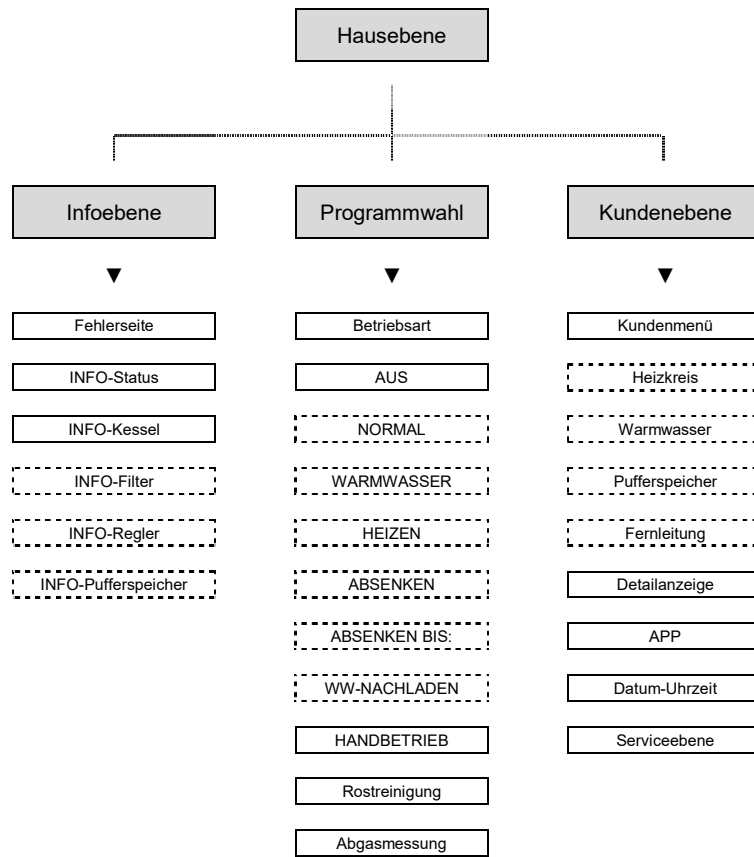 Hausebene
Infoebene
Programmwahl
Kundenebene
Fehlerseite
INFO-Status
INFO-Kessel
INFO-Filter
INFO-Regler
INFO-Pufferspeicher
Betriebsart
AUS
NORMAL
WARMWASSER
HEIZEN
ABSENKEN
ABSENKEN BIS:
WW-NACHLADEN
HANDBETRIEB
Rostreinigung
Abgasmessung
Kundenmenü
Heizkreis
Warmwasser
Pufferspeicher
Fernleitung
Detailanzeige
APP
Datum-Uhrzeit
Serviceebene